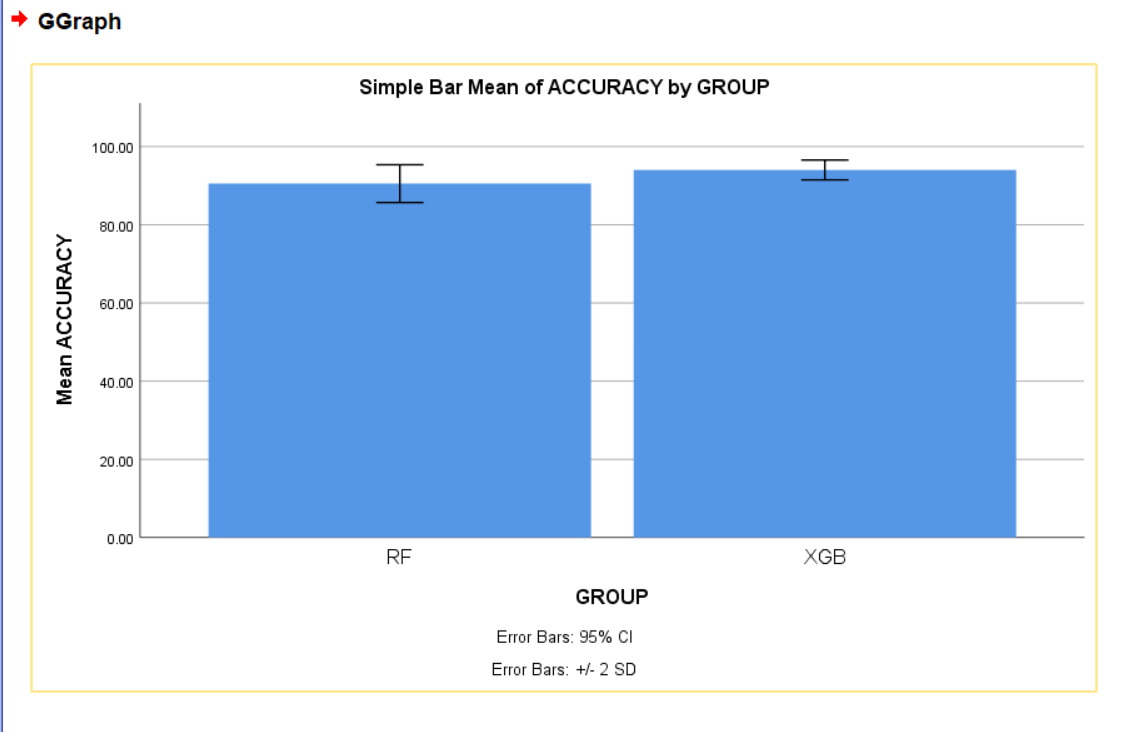 GGraph
Simple Bar Mean of ACCURACY by GROUP
Mean ACCURACY
100.00
80.00
60.00
40.00
20.00
0.00
RF
XGB
GROUP
Error Bars: 95% CI
Error Bars: +/- 2 SD